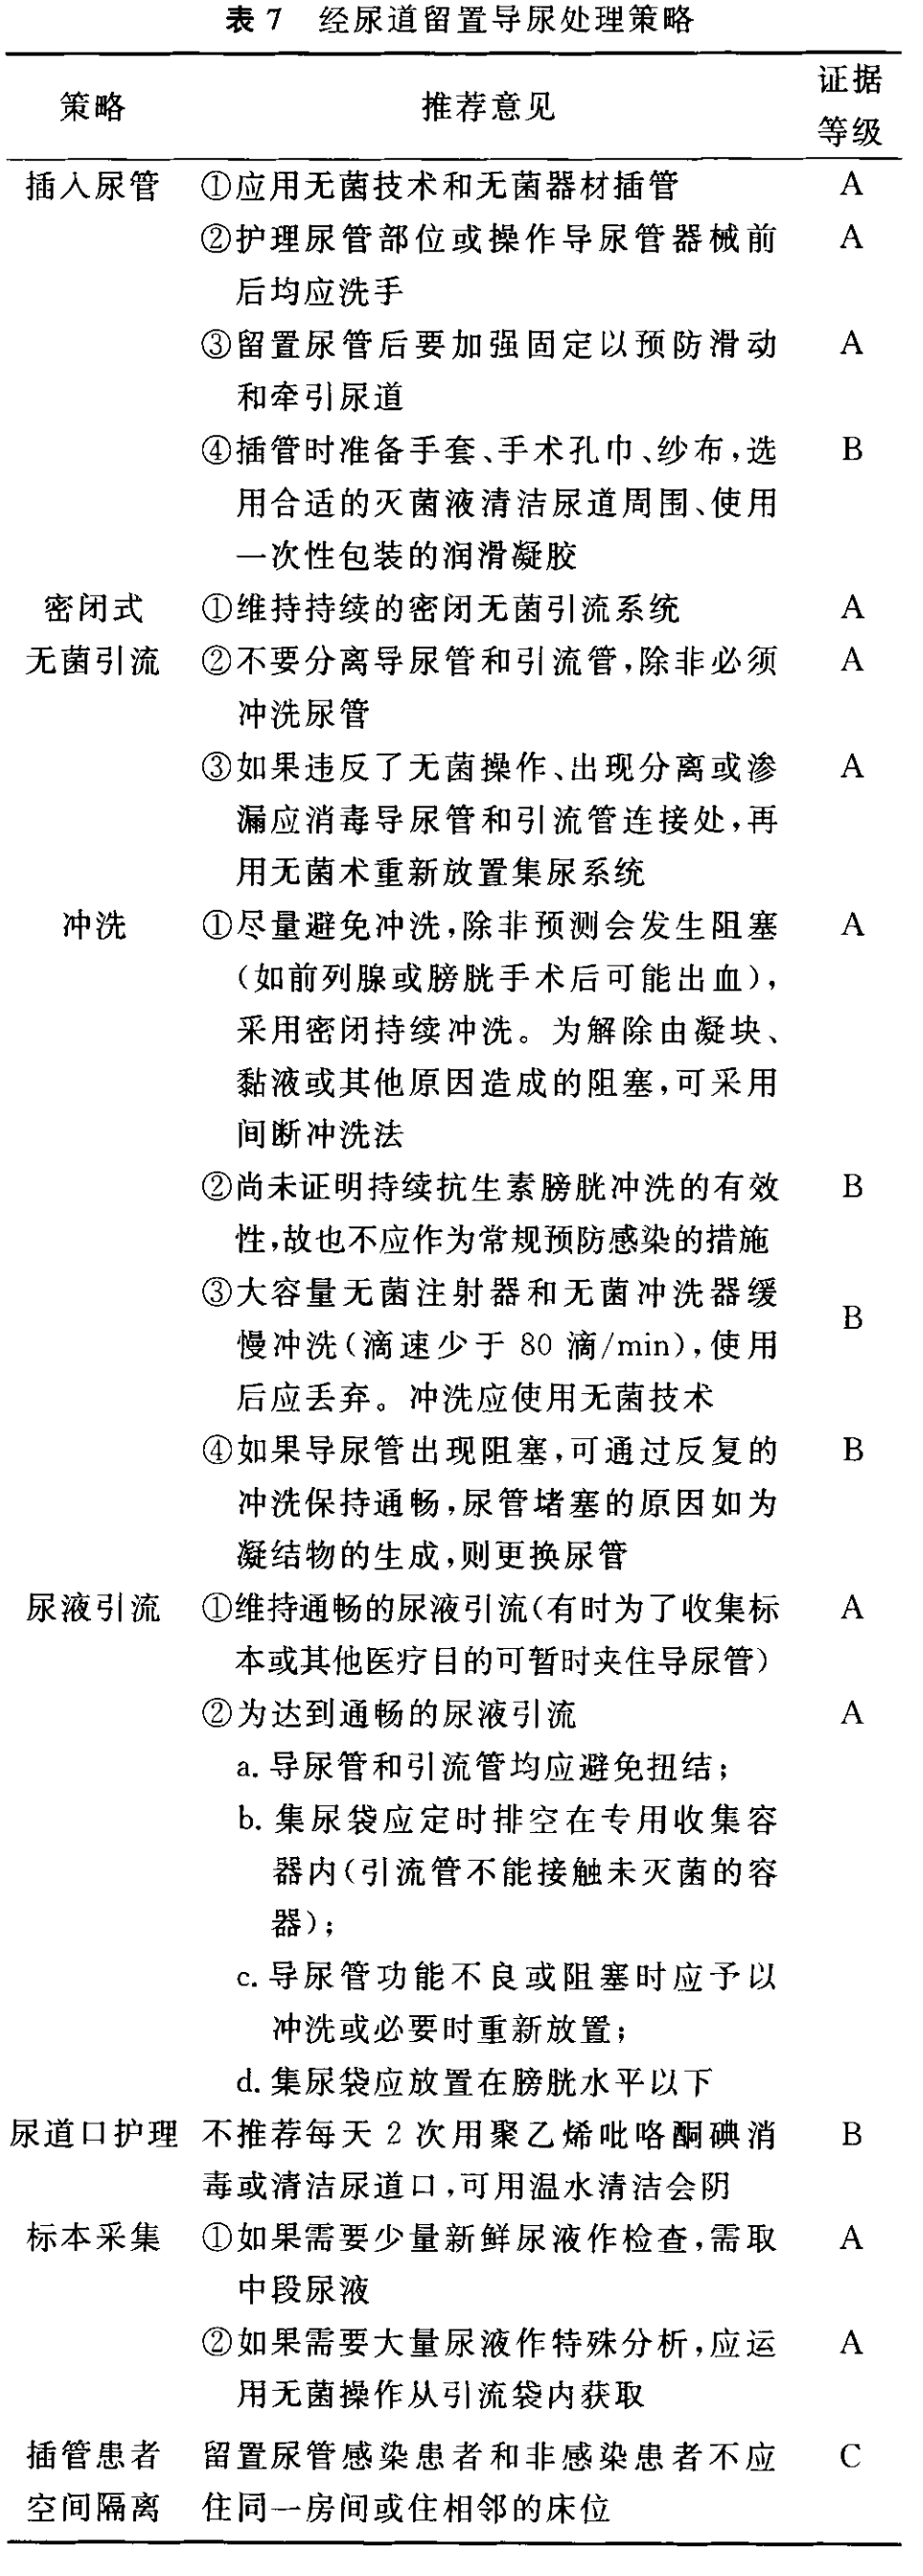 表 7 经尿道留置导尿处理策略
策略 推荐意见 证据
等级
插入尿管 ①应用无菌技术和无菌器材插管 A
②护理尿管部位或操作导尿管器械前 A
后均应洗手
③留置尿管后要加强固定以预防滑动 A
和牵引尿道
④插管时准备手套、手术孔巾、纱布,选 B
用合适的灭菌液清洁尿道周围、使用
一次性包装的润滑凝胶
密闭式 ①维持持续的密闭无菌引流系统 A
无菌引流 ②不要分离导尿管和引流管,除非必须 A
冲洗尿管
③如果违反了无菌操作、出现分离或渗 A
漏应消毒导尿管和引流管连接处,再
用无菌术重新放置集尿系统
冲洗 ①尽量避免冲洗,除非预测会发生阻塞 A
(如前列腺或膀胱手术后可能出血),
采用密闭持续冲洗。为解除由凝块、
黏液或其他原因造成的阻塞,可采用
间断冲洗法
②尚未证明持续抗生素膀胱冲洗的有效 B
性,故也不应作为常规预防感染的措施
③大容量无菌注射器和无菌冲洗器缓
慢冲洗(滴速少于 80 滴/min),使用 B
后应丢弃。冲洗应使用无菌技术
④如果导尿管出现阻塞,可通过反复的 B
冲洗保持通畅,尿管堵塞的原因如为
凝结物的生成,则更换尿管
尿液引流 ①维持通畅的尿液引流(有时为了收集标 A
本或其他医疗目的可暂时夹住导尿管)
②为达到通畅的尿液引流 A
a. 导尿管和引流管均应避免扭结;
b. 集尿袋应定时排空在专用收集容
器内(引流管不能接触未灭菌的容
器);
c. 导尿管功能不良或阻塞时应予以
冲洗或必要时重新放置;
d. 集尿袋应放置在膀胱水平以下
尿道口护理 不推荐每天 2 次用聚乙烯吡咯酮碘消 B
毒或清洁尿道口,可用温水清洁会阴
标本采集 ①如果需要少量新鲜尿液作检查,需取 A
中段尿液
②如果需要大量尿液作特殊分析,应运 A
用无菌操作从引流袋内获取
插管患者 留置尿管感染患者和非感染患者不应 C
空间隔离 住同一房间或住相邻的床位